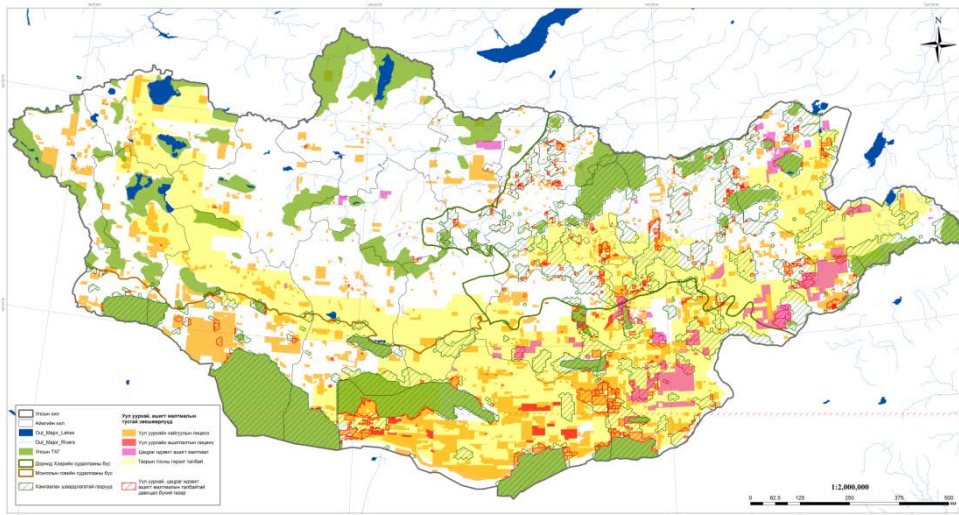 N
Улсын хил
Аймгийн хил
Out_Major_Lakes
Out_Major_Rivers
Улсын ТХГ
Дорнод Хээрийн судалгааны бүс
Монголын говийн судалгааны бүс
Хамгаалах шаардлагатай газрууд
Уул уурхай, ашигт малтмалын
тусгай зөвшөөрлүүд
Уул уурхайн хайгуулын лиценз
Уул уурхайн ашиглалтын лиценз
Цацраг идэвхт ашигт малтмал
Газрын тосны гэрээт талбай
Уул уурхай, цацраг идэвхт
ашигт малтмалын талбайтай
давхцал бүхий газар
1:2,000,000
0 62.5 125 250 375 500